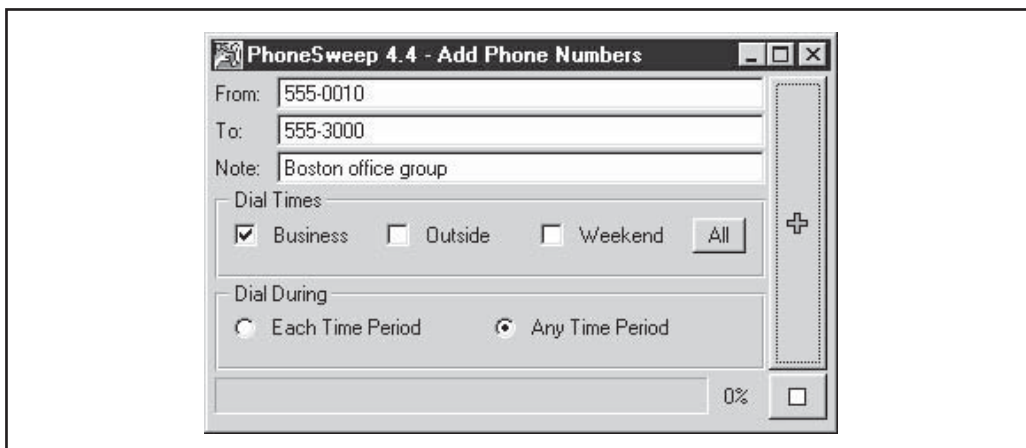 PhoneSweep 4.4 - Add Phone Numbers
From: 555-0010
To: 555-3000
Note: Boston office group
Dial Times
Business Outside Weekend All
Dial During
Each Time Period Any Time Period
0%